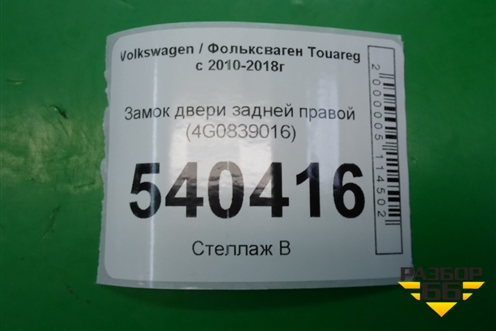 Volkswagen / Фольксваген Touareg
с 2010-2018г
Замок двери задней правой
(4G0839016)
540416
Стеллаж В
2000005114502
РАЗБОР
66